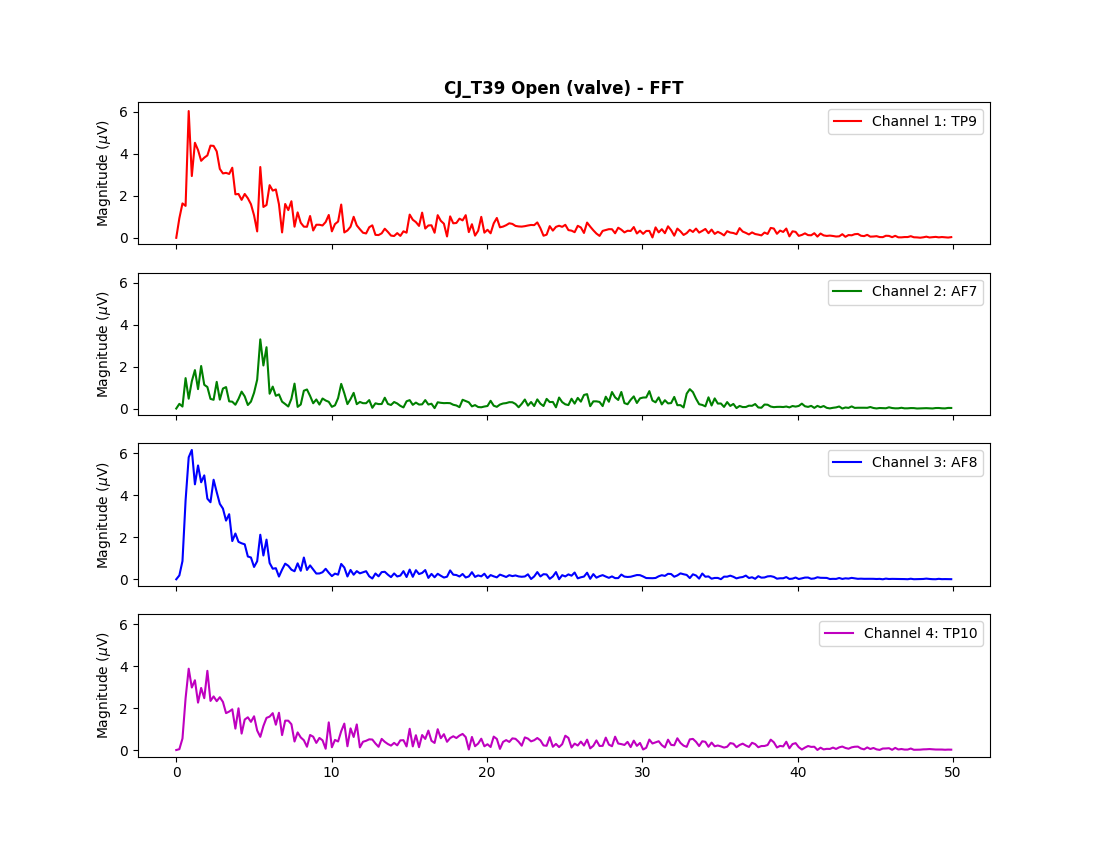 CJ_T39 Open (valve) - FFT
Magnitude (μV)
6
4
2
0
Channel 1: TP9
Magnitude (μV)
6
4
2
0
Channel 2: AF7
Magnitude (μV)
6
4
2
0
Channel 3: AF8
Magnitude (μV)
6
4
2
0
Channel 4: TP10
0 10 20 30 40 50